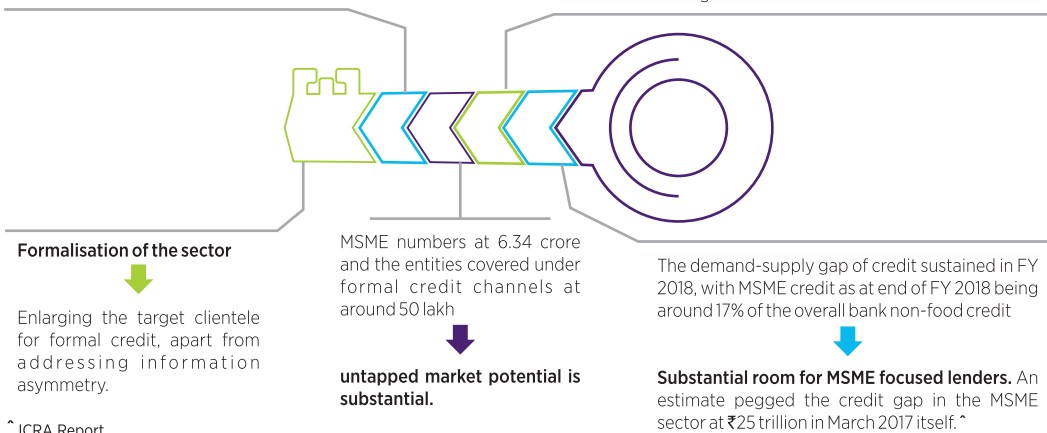 Formalisation of the sector
Enlarging the target clientele
for formal credit, apart from
addressing information
asymmetry.
MSME numbers at 6.34 crore
and the entities covered under
formal credit channels at
around 50 lakh
untapped market potential is
substantial.
The demand-supply gap of credit sustained in FY
2018, with MSME credit as at end of FY 2018 being
around 17% of the overall bank non-food credit
Substantial room for MSME focused lenders. An
estimate pegged the credit gap in the MSME
sector at ₹25 trillion in March 2017 itself. ^
^ ICRA Report